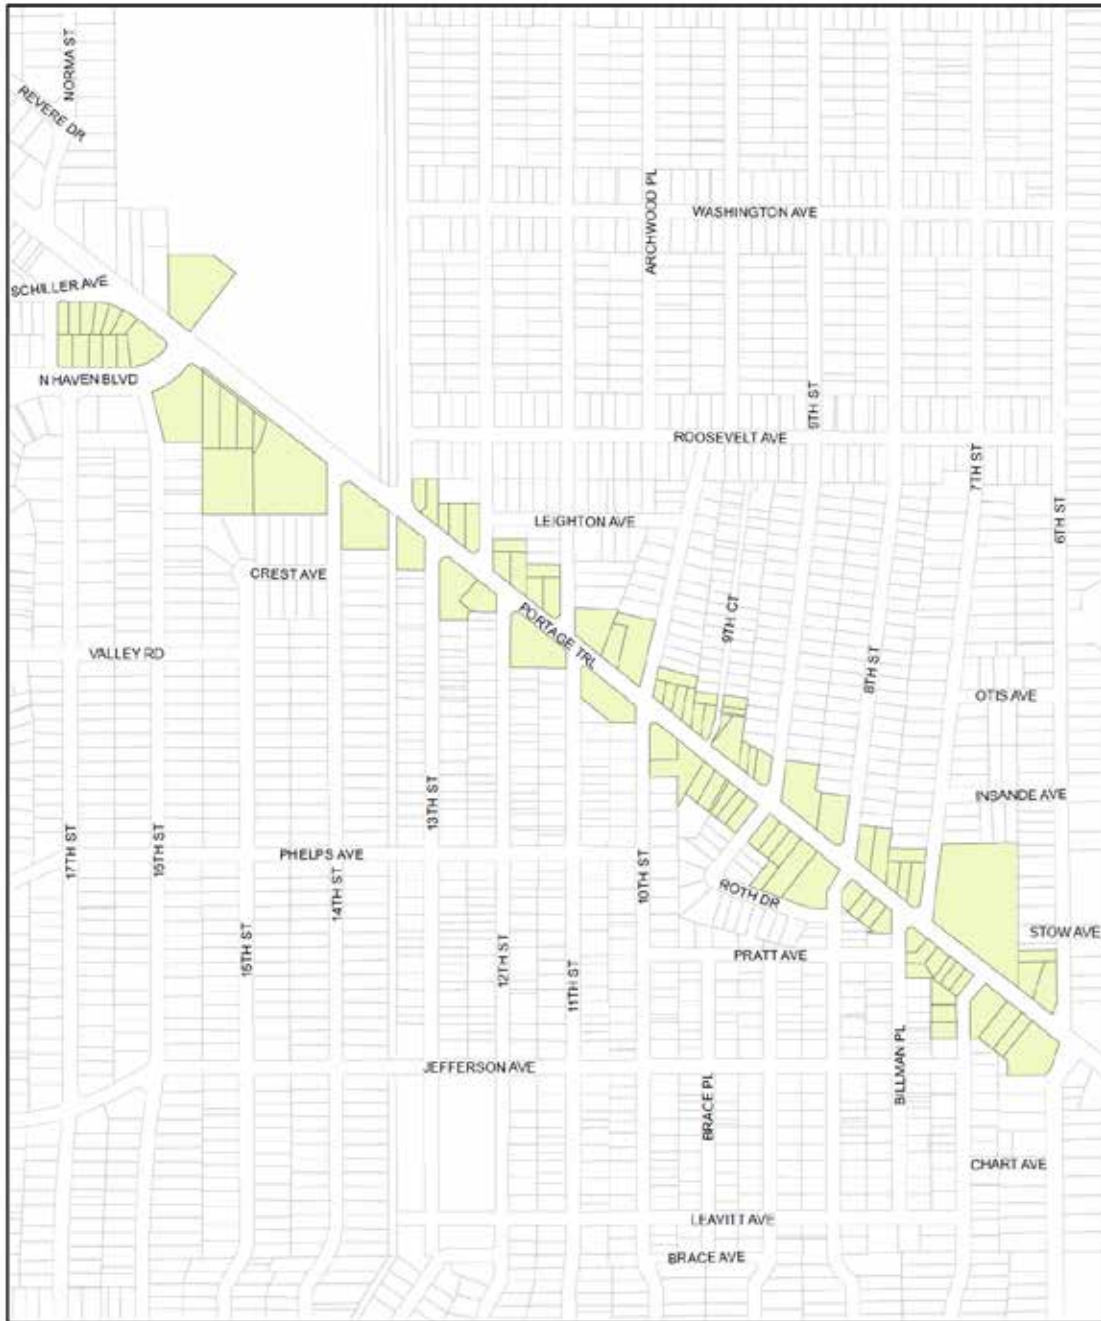 NORMA ST
REVERE DR
ARCHWOOD PL
WASHINGTON AVE
SCHILLER AVE
N HAVEN BLVD
9TH ST
ROOSEVELT AVE
7TH ST
6TH ST
LEIGHTON AVE
CREST AVE
9TH CT
PORTAGE TRL
VALLEY RD
8TH ST
OTIS AVE
13TH ST
INSANDE AVE
17TH ST
16TH ST
PHELPS AVE
14TH ST
10TH ST
ROTH DR
15TH ST
12TH ST
11TH ST
STOW AVE
PRATT AVE
JEFFERSON AVE
BRACE PL
BILLMAN PL
CHART AVE
LEAVITT AVE
BRACE AVE